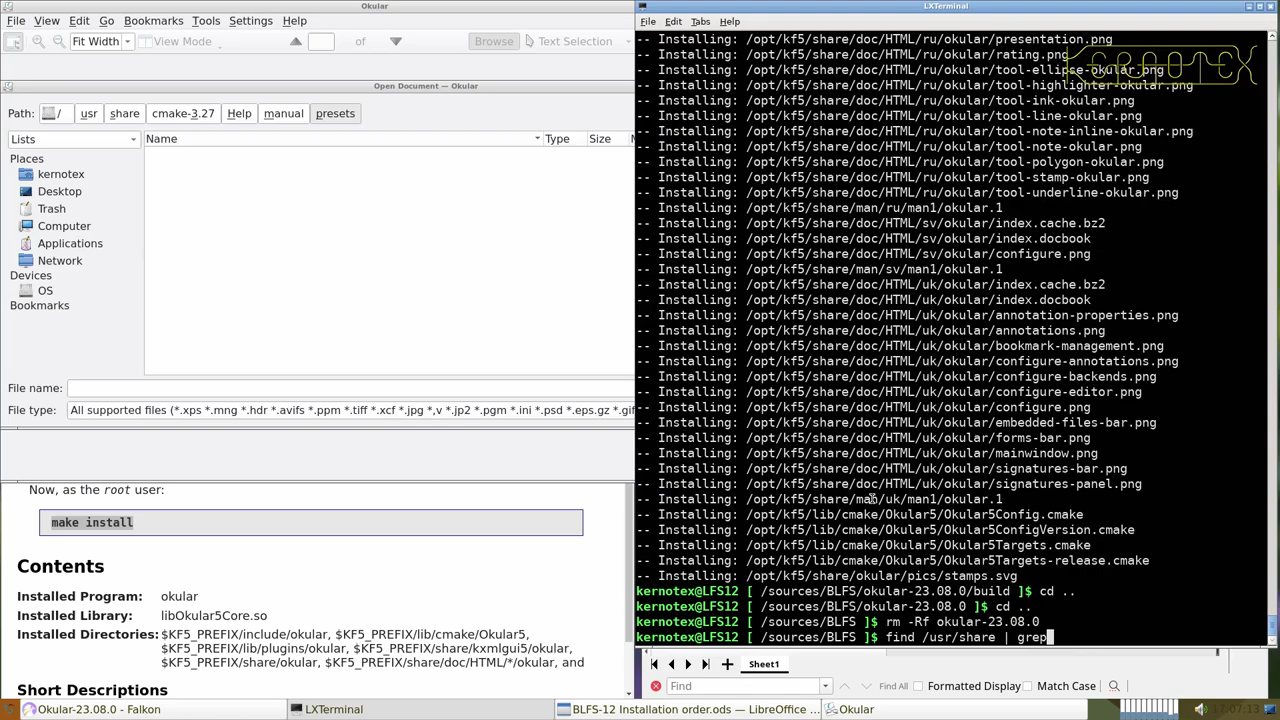 Okular
File View Edit Go Bookmarks Tools Settings Help
Fit Width View Mode of Browse Text Selection
Open Document — Okular
Path: / usr share cmake-3.27 Help manual presets
Lists Name Type Size
Places
kernotex
Desktop
Trash
Computer
Applications
Network
Devices
OS
Bookmarks
File name:
File type: All supported files (*.xps *.mng *.hdr *.avifs *.ppm *.tiff *.xcf *.jpg *,v *.jp2 *.pgm *.ini *.psd *.eps.gz *.gif
Now, as the root user:
make install
Contents
Installed Program: okular
Installed Library: libOkular5Core.so
Installed Directories: $KF5_PREFIX/include/okular, $KF5_PREFIX/lib/cmake/Okular5,
$KF5_PREFIX/lib/plugins/okular, $KF5_PREFIX/share/kxmlgui5/okular,
$KF5_PREFIX/share/okular, $KF5_PREFIX/share/doc/HTML/*/okular, and
Short Descriptions
LXTerminal
File Edit Tabs Help
KERNOTEX
-- Installing: /opt/kf5/share/doc/HTML/ru/okular/presentation.png
-- Installing: /opt/kf5/share/doc/HTML/ru/okular/rating.png
-- Installing: /opt/kf5/share/doc/HTML/ru/okular/tool-ellipse-okular.png
-- Installing: /opt/kf5/share/doc/HTML/ru/okular/tool-highlighter-okular.png
-- Installing: /opt/kf5/share/doc/HTML/ru/okular/tool-ink-okular.png
-- Installing: /opt/kf5/share/doc/HTML/ru/okular/tool-line-okular.png
-- Installing: /opt/kf5/share/doc/HTML/ru/okular/tool-note-inline-okular.png
-- Installing: /opt/kf5/share/doc/HTML/ru/okular/tool-note-okular.png
-- Installing: /opt/kf5/share/doc/HTML/ru/okular/tool-polygon-okular.png
-- Installing: /opt/kf5/share/doc/HTML/ru/okular/tool-stamp-okular.png
-- Installing: /opt/kf5/share/doc/HTML/ru/okular/tool-underline-okular.png
-- Installing: /opt/kf5/share/man/ru/man1/okular.1
-- Installing: /opt/kf5/share/doc/HTML/sv/okular/index.cache.bz2
-- Installing: /opt/kf5/share/doc/HTML/sv/okular/index.docbook
-- Installing: /opt/kf5/share/doc/HTML/sv/okular/configure.png
-- Installing: /opt/kf5/share/man/sv/man1/okular.1
-- Installing: /opt/kf5/share/doc/HTML/uk/okular/index.cache.bz2
-- Installing: /opt/kf5/share/doc/HTML/uk/okular/index.docbook
-- Installing: /opt/kf5/share/doc/HTML/uk/okular/annotation-properties.png
-- Installing: /opt/kf5/share/doc/HTML/uk/okular/annotations.png
-- Installing: /opt/kf5/share/doc/HTML/uk/okular/bookmark-management.png
-- Installing: /opt/kf5/share/doc/HTML/uk/okular/configure-annotations.png
-- Installing: /opt/kf5/share/doc/HTML/uk/okular/configure-backends.png
-- Installing: /opt/kf5/share/doc/HTML/uk/okular/configure-editor.png
-- Installing: /opt/kf5/share/doc/HTML/uk/okular/configure.png
-- Installing: /opt/kf5/share/doc/HTML/uk/okular/embedded-files-bar.png
-- Installing: /opt/kf5/share/doc/HTML/uk/okular/forms-bar.png
-- Installing: /opt/kf5/share/doc/HTML/uk/okular/mainwindow.png
-- Installing: /opt/kf5/share/doc/HTML/uk/okular/signatures-bar.png
-- Installing: /opt/kf5/share/doc/HTML/uk/okular/signatures-panel.png
-- Installing: /opt/kf5/share/man/uk/man1/okular.1
-- Installing: /opt/kf5/lib/cmake/Okular5/Okular5Config.cmake
-- Installing: /opt/kf5/lib/cmake/Okular5/Okular5ConfigVersion.cmake
-- Installing: /opt/kf5/lib/cmake/Okular5/Okular5Targets.cmake
-- Installing: /opt/kf5/lib/cmake/Okular5/Okular5Targets-release.cmake
-- Installing: /opt/kf5/share/okular/pics/stamps.svg
kernotex@LFS12 [ /sources/BLFS/okular-23.08.0/build ]$ cd ..
kernotex@LFS12 [ /sources/BLFS/okular-23.08.0 ]$ cd ..
kernotex@LFS12 [ /sources/BLFS ]$ rm -Rf okular-23.08.0
kernotex@LFS12 [ /sources/BLFS ]$ find /usr/share | grep
Sheet1
Find Find All Formatted Display Match Case
Okular-23.08.0 - Falkon LXTerminal BLFS-12 Installation order.ods — LibreOffice ... Okular 17:07:13